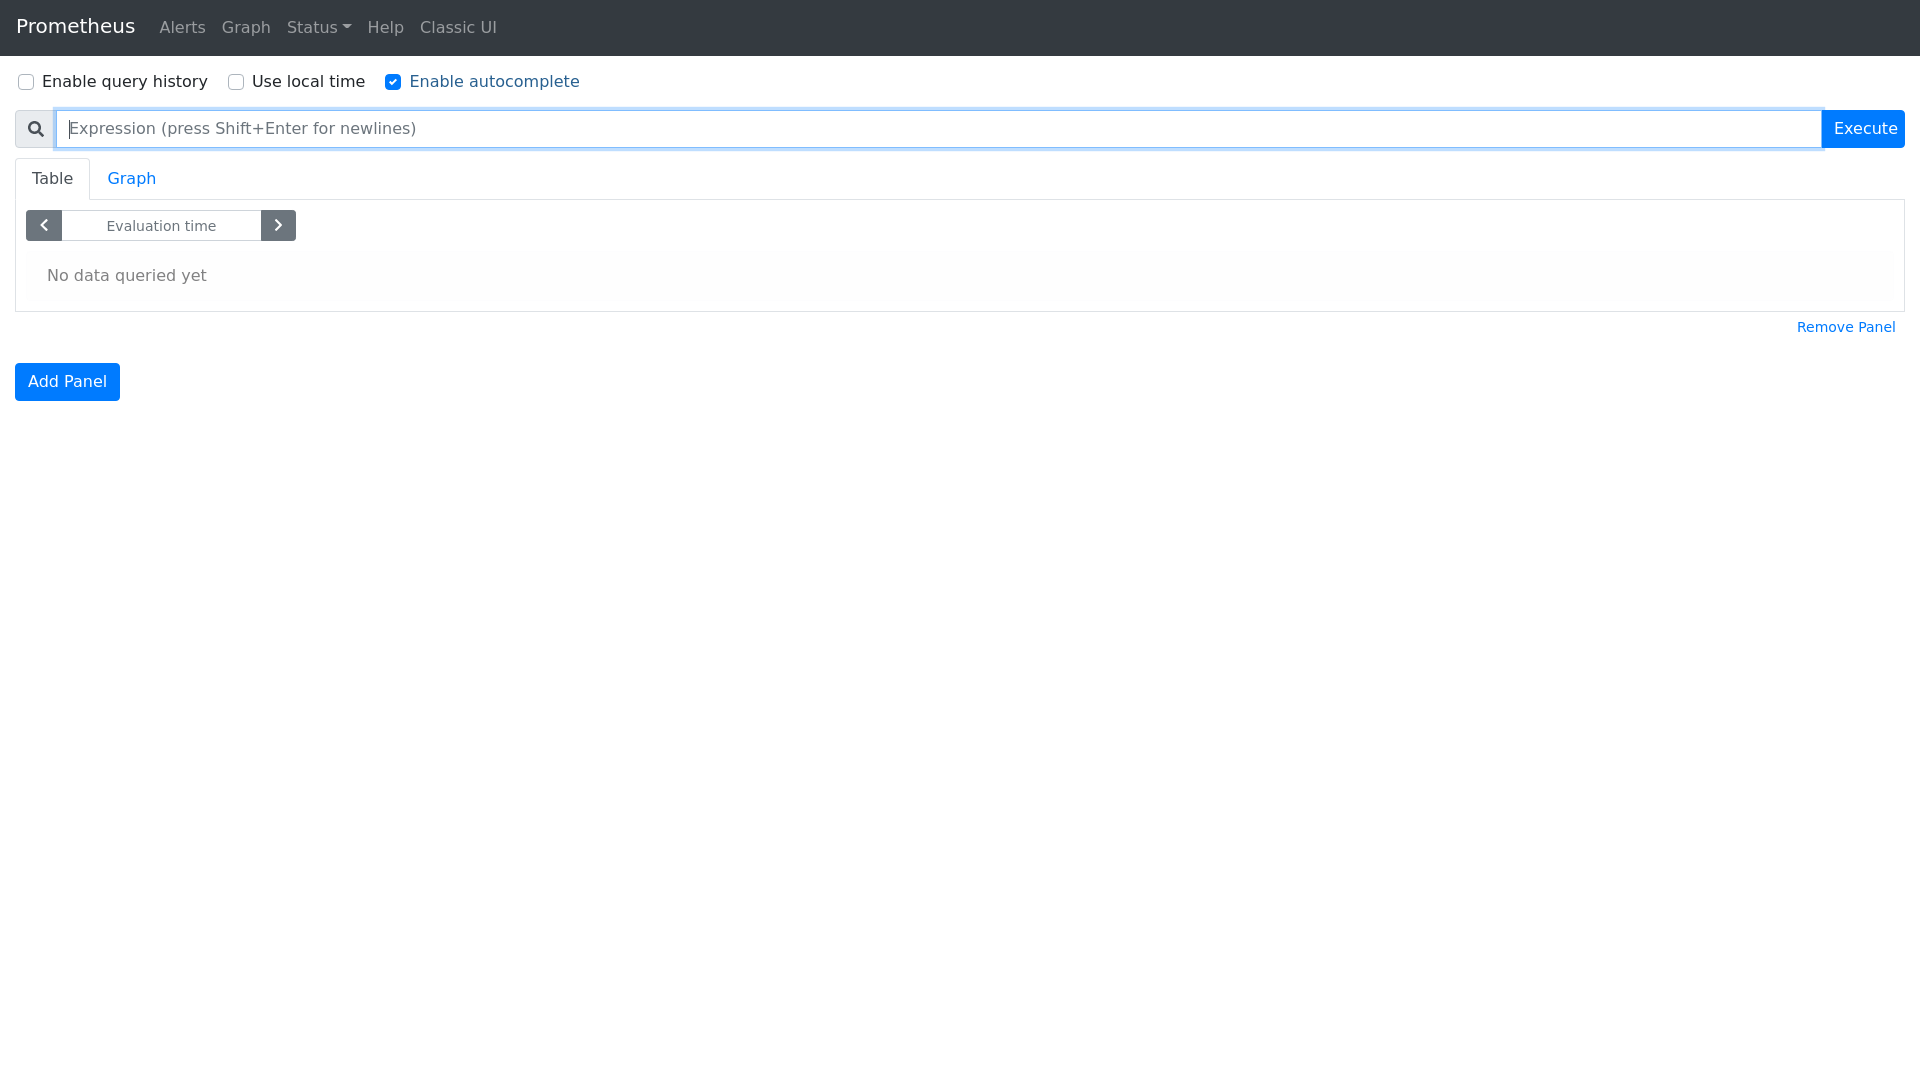 Prometheus Alerts Graph Status Help Classic UI
Enable query history Use local time Enable autocomplete
Expression (press Shift+Enter for newlines) Execute
Table Graph
Evaluation time
No data queried yet
Remove Panel
Add Panel